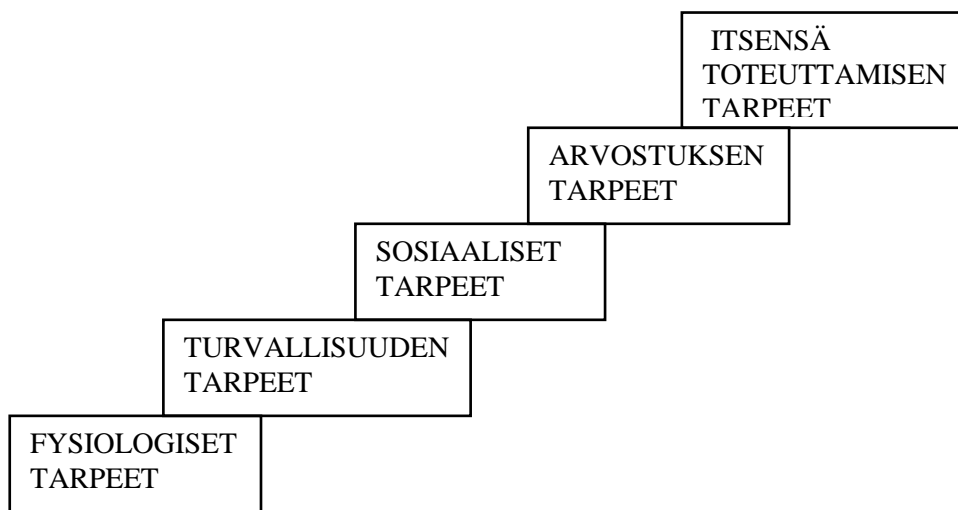 ITSENSÄ
TOTEUTTAMISEN
TARPEET
ARVOSTUKSEN
TARPEET
SOSIAALISET
TARPEET
TURVALLISUUDEN
TARPEET
FYSIOLOGISET
TARPEET